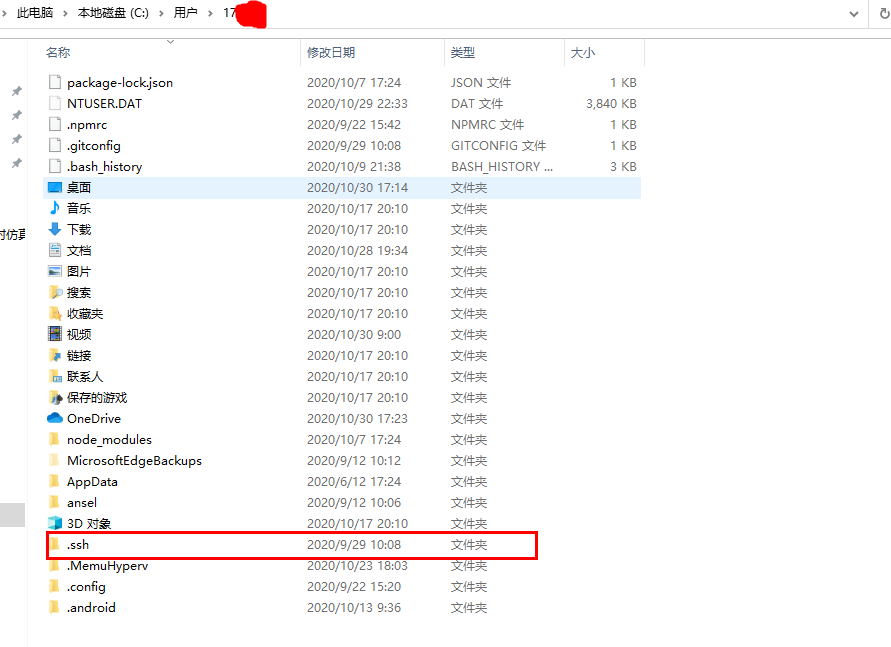 此电脑 > 本地磁盘 (C:) > 用户 > 17
名称 修改日期 类型 大小
package-lock.json 2020/10/7 17:24 JSON 文件 1 KB
NTUSER.DAT 2020/10/29 22:33 DAT 文件 3,840 KB
.npmrc 2020/9/22 15:42 NPMRC 文件 1 KB
.gitconfig 2020/9/29 10:08 GITCONFIG 文件 1 KB
.bash_history 2020/10/9 21:38 BASH_HISTORY ... 3 KB
桌面 2020/10/30 17:14 文件夹
音乐 2020/10/17 20:10 文件夹
下载 2020/10/17 20:10 文件夹
时仿真
文档 2020/10/28 19:34 文件夹
图片 2020/10/17 20:10 文件夹
搜索 2020/10/17 20:10 文件夹
收藏夹 2020/10/17 20:10 文件夹
视频 2020/10/30 9:00 文件夹
链接 2020/10/17 20:10 文件夹
联系人 2020/10/17 20:10 文件夹
保存的游戏 2020/10/17 20:10 文件夹
OneDrive 2020/10/30 17:23 文件夹
node_modules 2020/10/7 17:24 文件夹
MicrosoftEdgeBackups 2020/9/12 10:12 文件夹
AppData 2020/6/12 17:24 文件夹
ansel 2020/9/12 10:06 文件夹
3D 对象 2020/10/17 20:10 文件夹
.ssh 2020/9/29 10:08 文件夹
.MemuHyperv 2020/10/23 18:03 文件夹
.config 2020/9/22 15:20 文件夹
.android 2020/10/13 9:36 文件夹